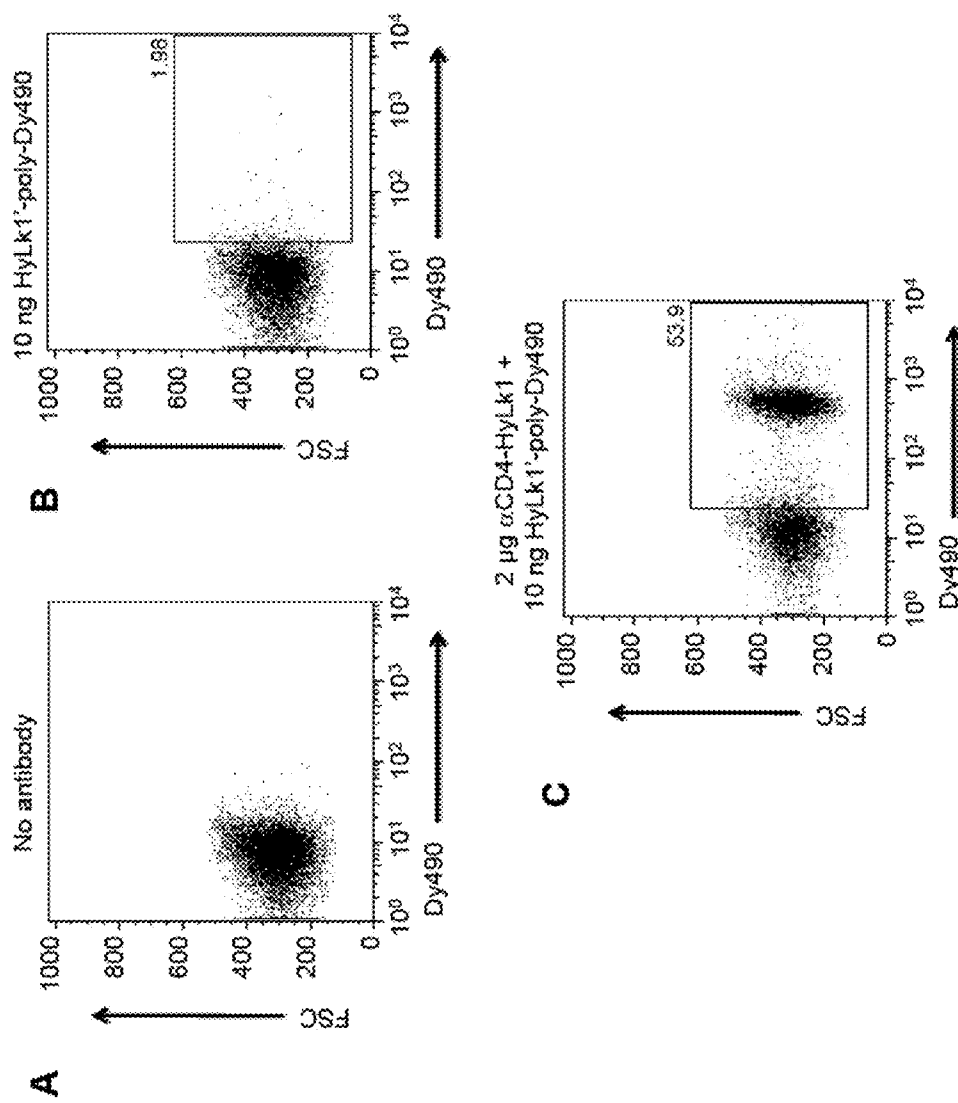 A
No antibody
1000
800
600
400
200
0
FSC
10⁰ 10¹ 10² 10³ 10⁴
Dy490
B
10 ng HyLk1'-poly-Dy490
1000
800
600
400
200
0
FSC
1.98
10⁰ 10¹ 10² 10³ 10⁴
Dy490
C
2 µg αCD4-HyLk1 +
10 ng HyLk1'-poly-Dy490
1000
800
600
400
200
0
FSC
53.9
10⁰ 10¹ 10² 10³ 10⁴
Dy490